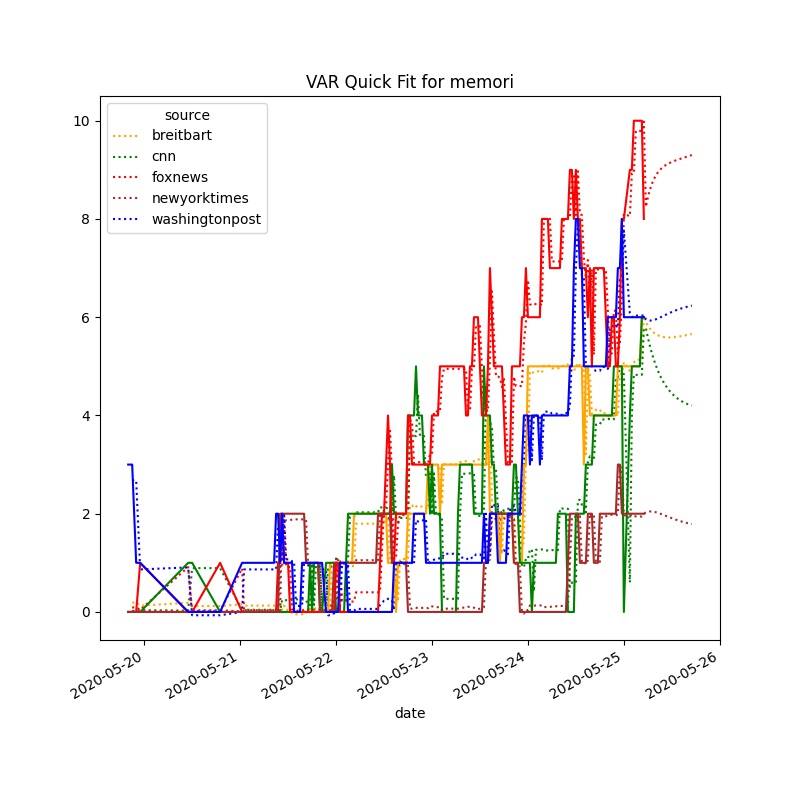 VAR Quick Fit for memori
source
breitbart
cnn
foxnews
newyorktimes
washingtonpost
10
8
6
4
2
0
2020-05-20
2020-05-21
2020-05-22
2020-05-23
2020-05-24
2020-05-25
2020-05-26
date